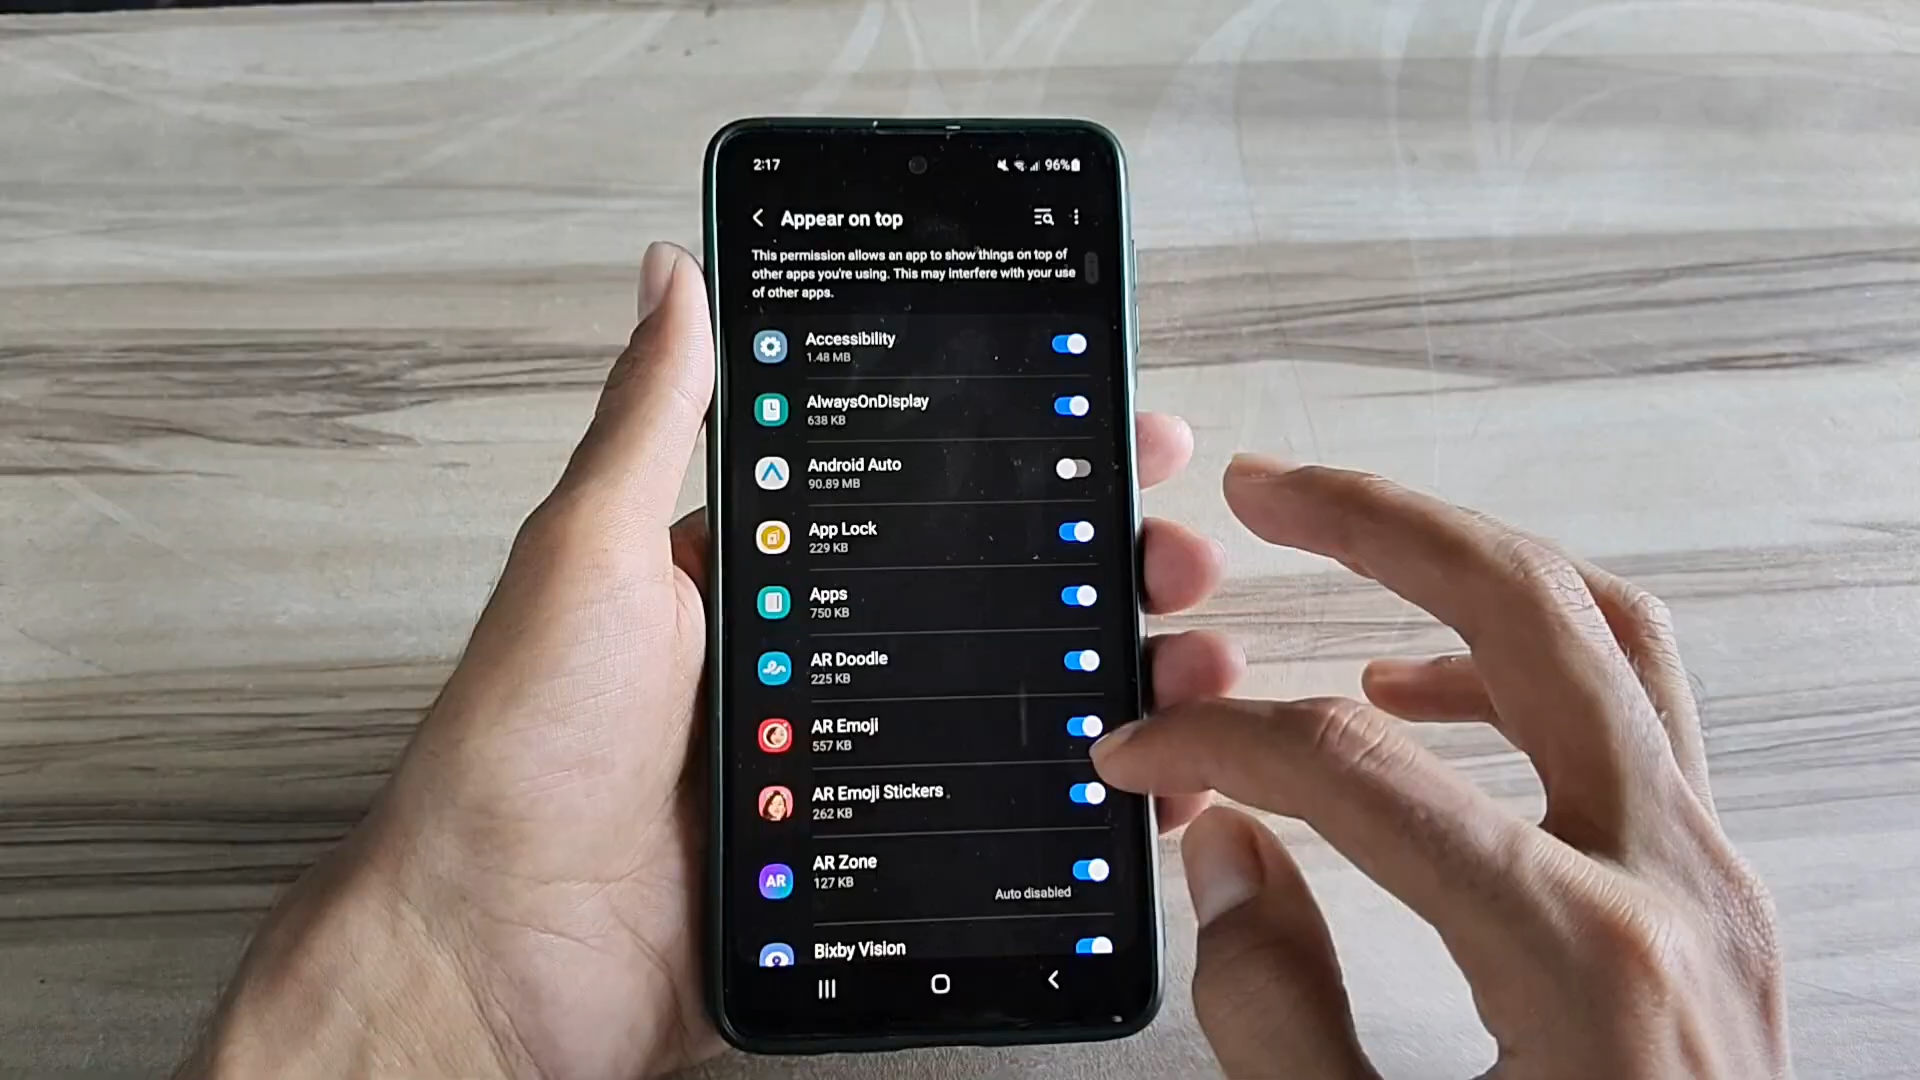 2:17
96%
Appear on top
This permission allows an app to show things on top of
other apps you're using. This may interfere with your use
of other apps.
Accessibility
1.48 MB
AlwaysOnDisplay
638 KB
Android Auto
90.89 MB
App Lock
229 KB
Apps
750 KB
AR Doodle
225 KB
AR Emoji
557 KB
AR Emoji Stickers
262 KB
AR
AR Zone
127 KB
Auto disabled
Bixby Vision